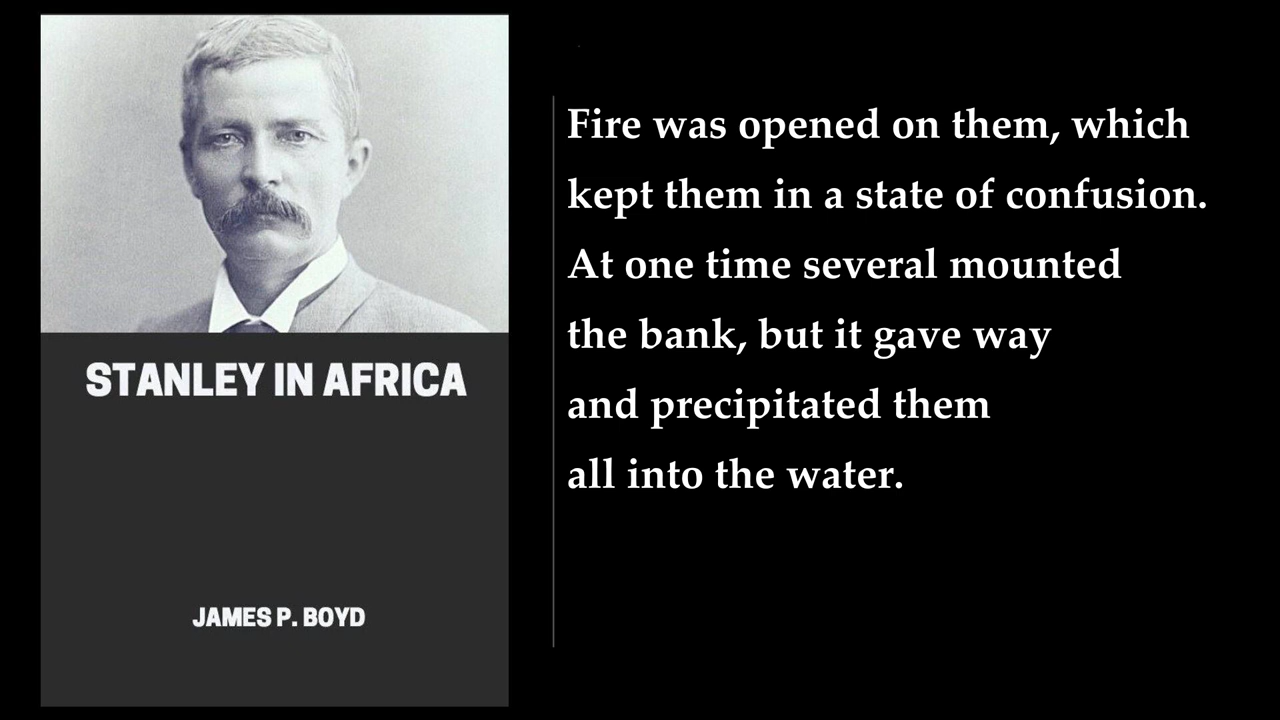 STANLEY IN AFRICA
JAMES P. BOYD
Fire was opened on them, which
kept them in a state of confusion.
At one time several mounted
the bank, but it gave way
and precipitated them
all into the water.